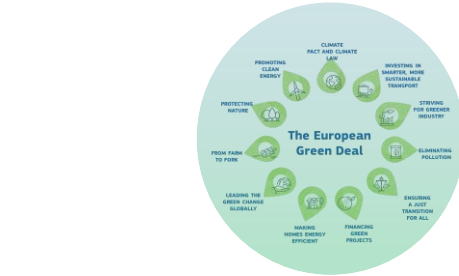 CLIMATE
PACT AND CLIMATE
LAW
INVESTING IN
SMARTER, MORE
SUSTAINABLE
TRANSPORT
STRIVING
FOR GREENER
INDUSTRY
ELIMINATING
POLLUTION
ENSURING
A JUST
TRANSITION
FOR ALL
FINANCING
GREEN
PROJECTS
MAKING
HOMES ENERGY
EFFICIENT
LEADING THE
GREEN CHANGE
GLOBALLY
FROM FARM
TO FORK
PROTECTING
NATURE
PROMOTING
CLEAN
ENERGY
The European
Green Deal